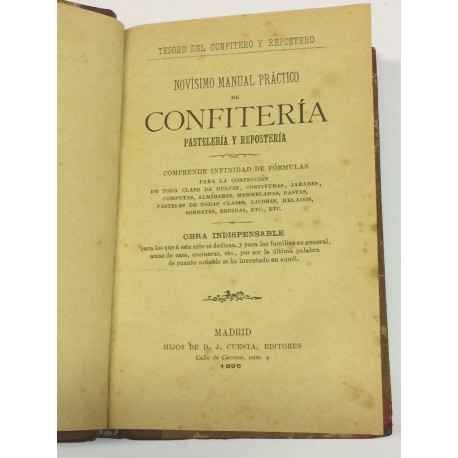 TESORO DEL CONFITERO Y REPOSTERO
NOVÍSIMO MANUAL PRÁCTICO
DE
CONFITERÍA
PASTELERÍA Y REPOSTERÍA
COMPRENDE INFINIDAD DE FÓRMULAS
PARA LA CONFECCIÓN
DE TODA CLASE DE DULCES, CONFITURAS, JARABES,
COMPOTAS, ALMÍBARES, MERMELADAS, PASTAS,
PASTELES DE TODAS CLASES, LICORES, HELADOS,
SORBETES, BEBIDAS, ETC., ETC.
OBRA INDISPENSABLE
para los que á este arte se dedican, y para las familias en general,
amas de casa, cocineras, etc., por ser la última palabra
de cuanto notable se ha inventado en aquél.
MADRID
HIJOS DE D. J. CUESTA, EDITORES
Calle de Carretas, núm. 9
1896